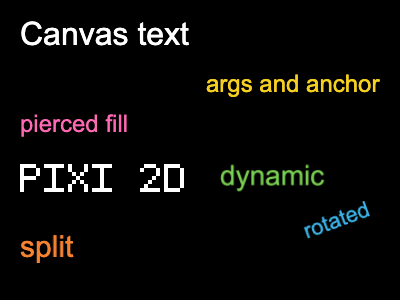 Canvas text
args and anchor
pierced fill
PIXI 2D
dynamic
rotated
split